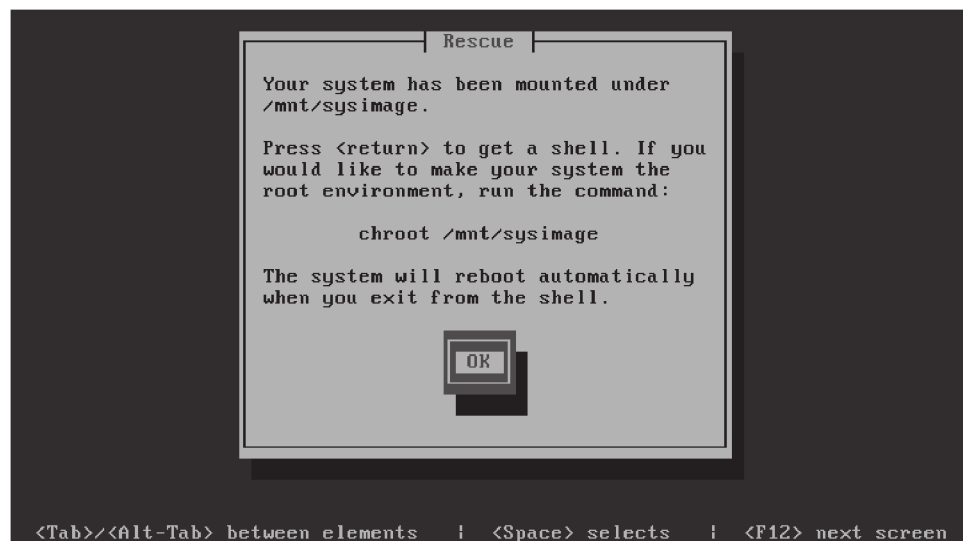 Rescue
Your system has been mounted under
/mnt/sysimage.
Press <return> to get a shell. If you
would like to make your system the
root environment, run the command:
chroot /mnt/sysimage
The system will reboot automatically
when you exit from the shell.
OK
<Tab>/<Alt-Tab> between elements | <Space> selects | <F12> next screen